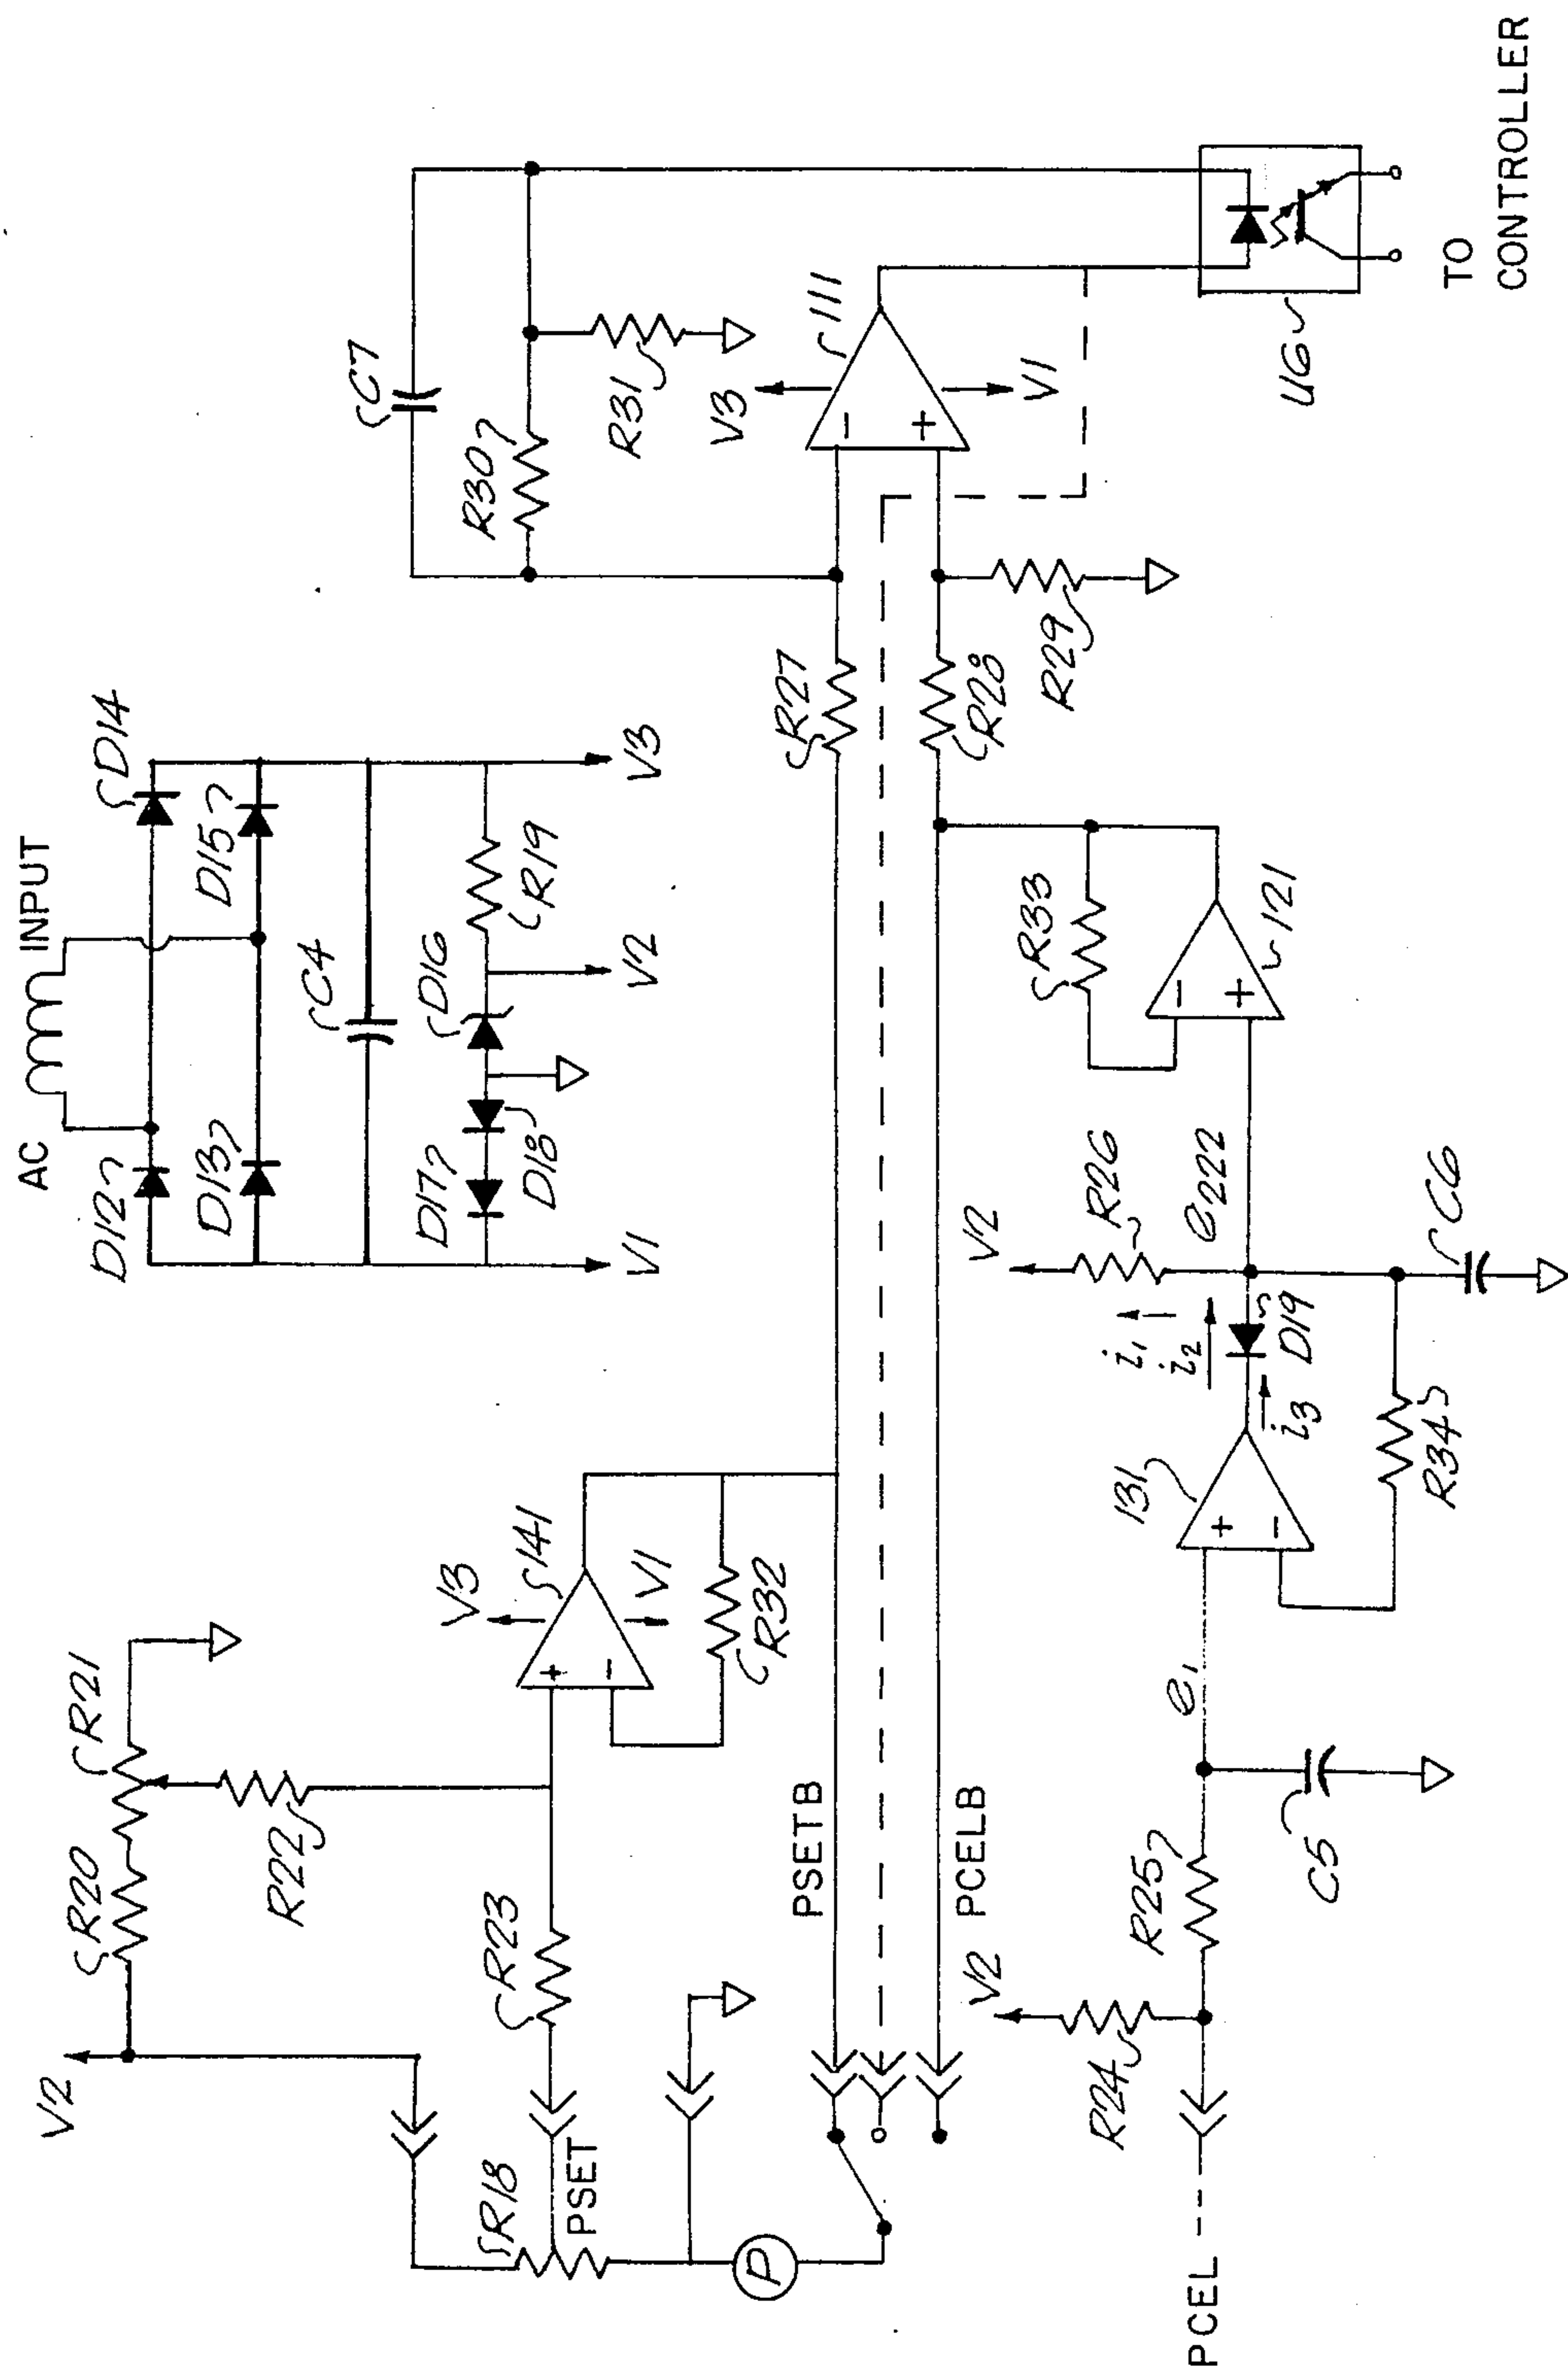 AC INPUT
D12
D13
D14
D15
C4
D17
D18
D16
R19
V1
V2
V3
V2
R20
R21
R22
R18
PSET
R23
V3
141
V1
R32
P
PSETB
PCELB
R27
R28
R29
C7
R30
R31
V3
111
V1
U6
TO
CONTROLLER
PCEL
V2
R24
R25
C5
e1
131
i1
i2
i3
D19
R34
V2
R26
e222
C6
R33
121